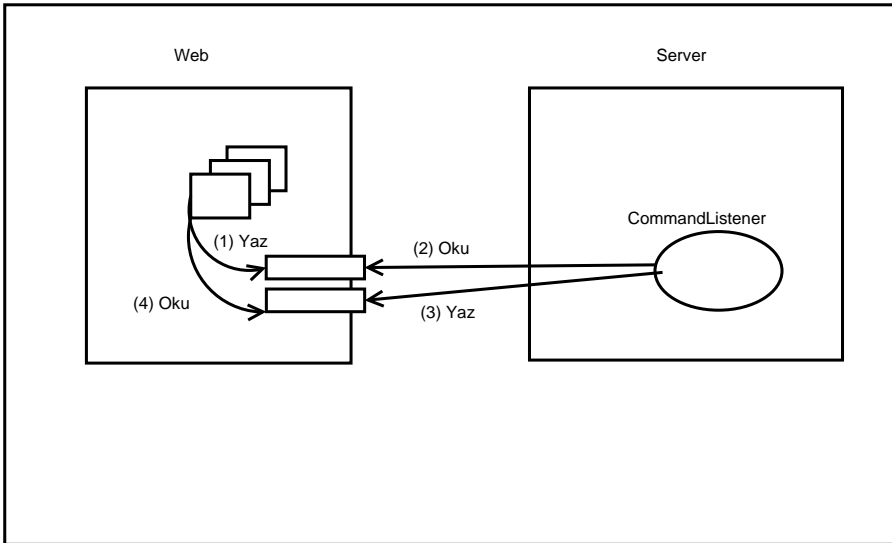 Web
Server
CommandListener
(1) Yaz
(2) Oku
(4) Oku
(3) Yaz